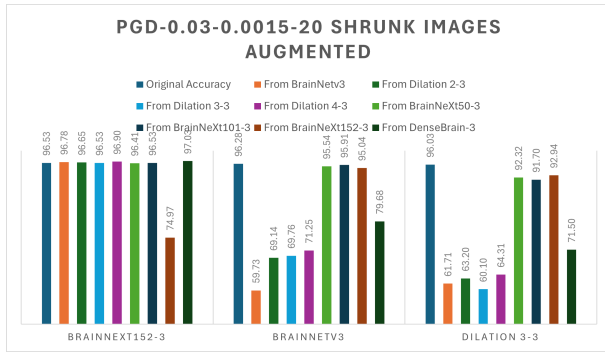 PGD-0.03-0.0015-20 SHRUNK IMAGES
AUGMENTED
Original Accuracy From BrainNetv3 From Dilation 2-3
From Dilation 3-3 From Dilation 4-3 From BrainNeXt50-3
From BrainNeXt101-3 From BrainNeXt152-3 From DenseBrain-3
96.53 96.78 96.65 96.53 96.90 96.41 96.53 74.97 97.03
96.28 59.73 69.14 69.76 71.25 95.54 95.91 95.04 79.68
96.03 61.71 63.20 60.10 64.31 92.32 91.70 92.94 71.50
BRAINNEXT152-3 BRAINNETV3 DILATION 3-3